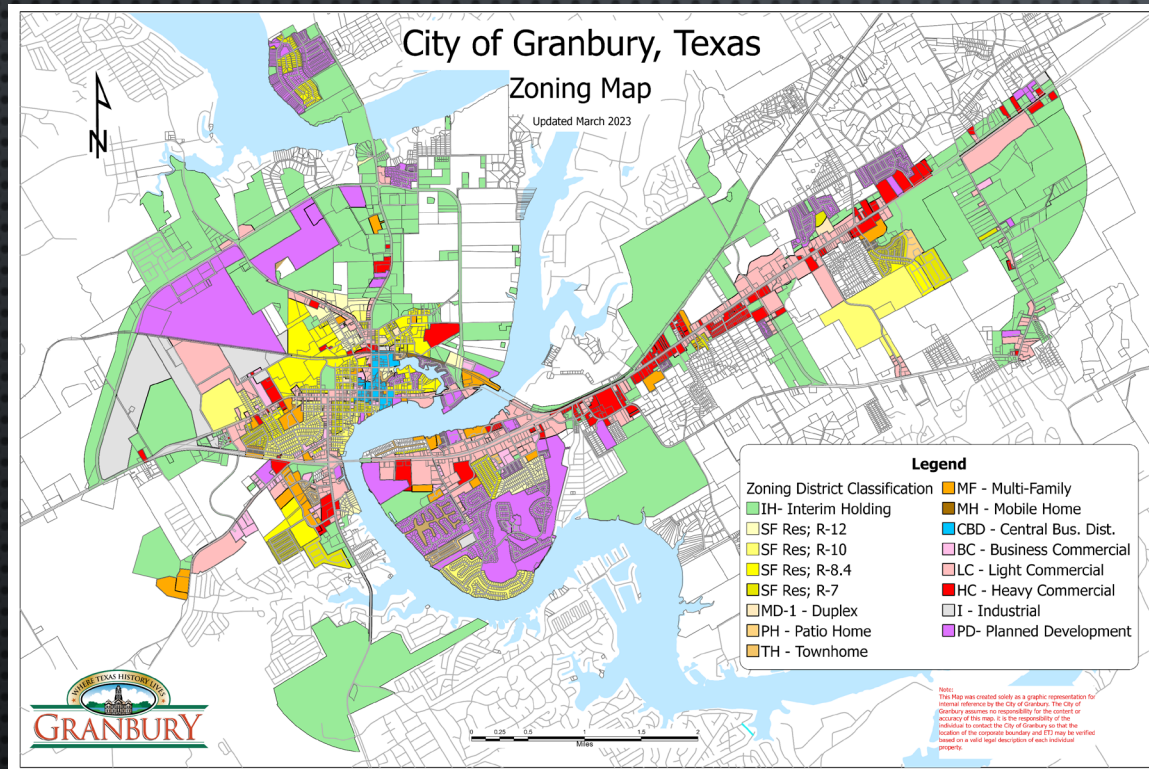 City of Granbury, Texas
Zoning Map
Updated March 2023
N
Legend
Zoning District Classification
IH- Interim Holding
SF Res; R-12
SF Res; R-10
SF Res; R-8.4
SF Res; R-7
MD-1 - Duplex
PH - Patio Home
TH - Townhome
MF - Multi-Family
MH - Mobile Home
CBD - Central Bus. Dist.
BC - Business Commercial
LC - Light Commercial
HC - Heavy Commercial
I - Industrial
PD- Planned Development
WHERE TEXAS HISTORY LIVES
GRANBURY
0 0.25 0.5 1 1.5 2
Miles
Note:
This Map was created solely as a graphic representation for
internal reference by the City of Granbury. The City of
Granbury assumes no responsibility for the content or
accuracy of this map. it is the responsibility of the
individual to contact the City of Granbury so that the
location of the corporate boundary and ETJ may be verified
based on a valid legal description of each individual
property.